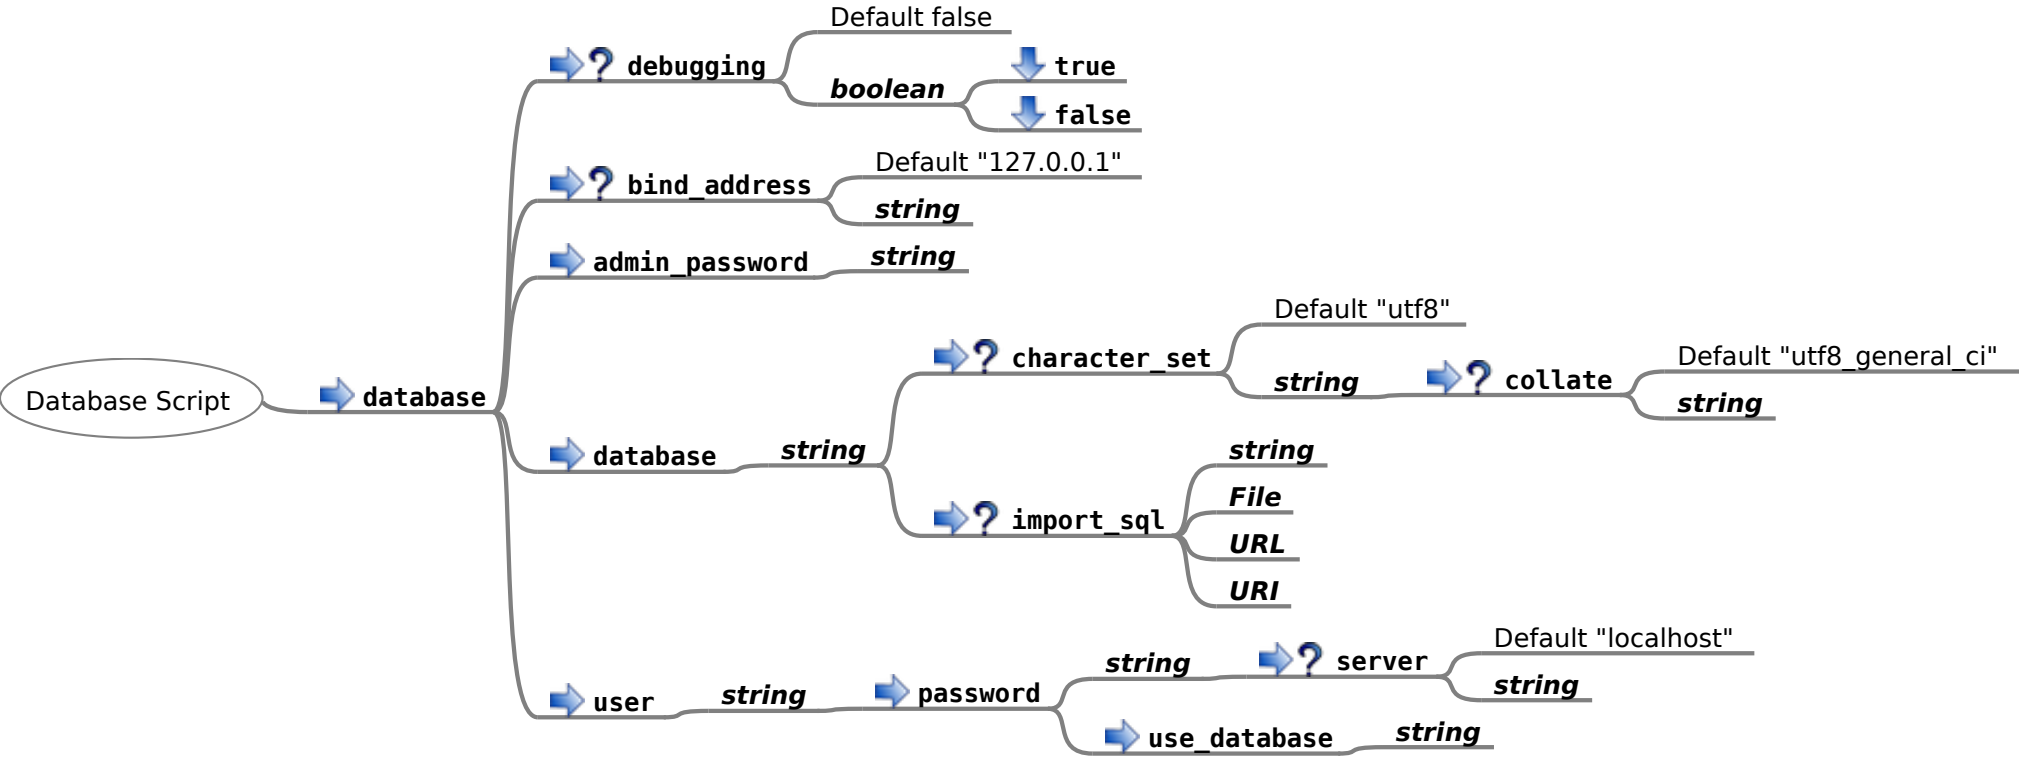 Default false
debugging
true
boolean
false
Default "127.0.0.1"
bind_address
string
admin_password
string
Default "utf8"
character_set
string
collate
Default "utf8_general_ci"
string
Database Script
database
database
string
string
File
import_sql
URL
URI
Default "localhost"
string
server
string
user
string
password
use_database
string